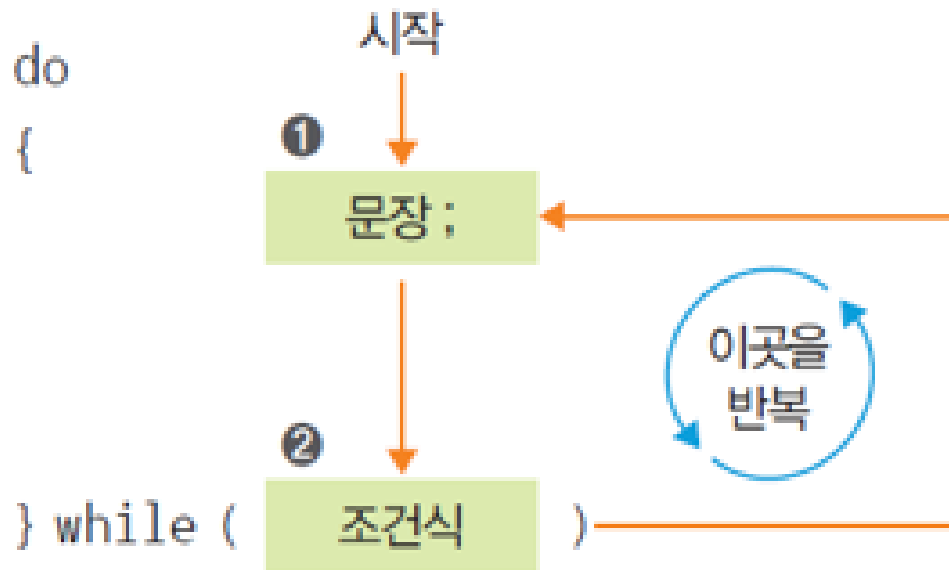 시작
do
{
❶
문장 ;
이곳을
반복
❷
} while ( 조건식 )